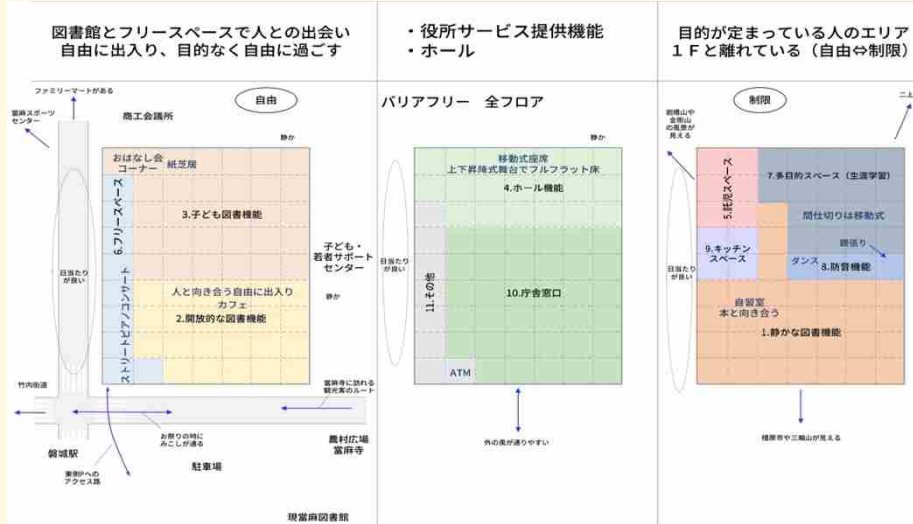 図書館とフリースペースで人との出会い
自由に出入り、目的なく自由に過ごす
ファミリーマートがある
當麻スポーツ
センター
商工会議所
自由
静か
おはなし会
コーナー
紙芝居
6.フリースペース
3.子ども図書機能
日当たり
が良い
子ども・
若者サポート
センター
ストリートピアノコンサート
人と向き合う自由に出入り
カフェ
2.開放的な図書機能
静か
竹内街道
當麻寺に訪れる
観光客のルート
お祭りの時に
みこしが通る
磐城駅
農村広場
當麻寺
東側Pへの
アクセス路
駐車場
現當麻図書館
・役所サービス提供機能
・ホール
バリアフリー 全フロア
静か
移動式座席
上下昇降式舞台でフルフラット床
4.ホール機能
日当たり
が良い
11.その他
10.庁舎窓口
ATM
外の風が通りやすい
目的が定まっている人のエリア
１Ｆと離れている（自由⇔制限）
制限
二上
金剛山
の風景が
見える
5.託児スペース
7.多目的スペース（生涯学習）
間仕切りは移動式
鏡張り
9.キッチン
スペース
ダンス
8.防音機能
日当たり
が良い
自習室
本と向き合う
1.静かな図書機能
橿原市や三輪山が見える